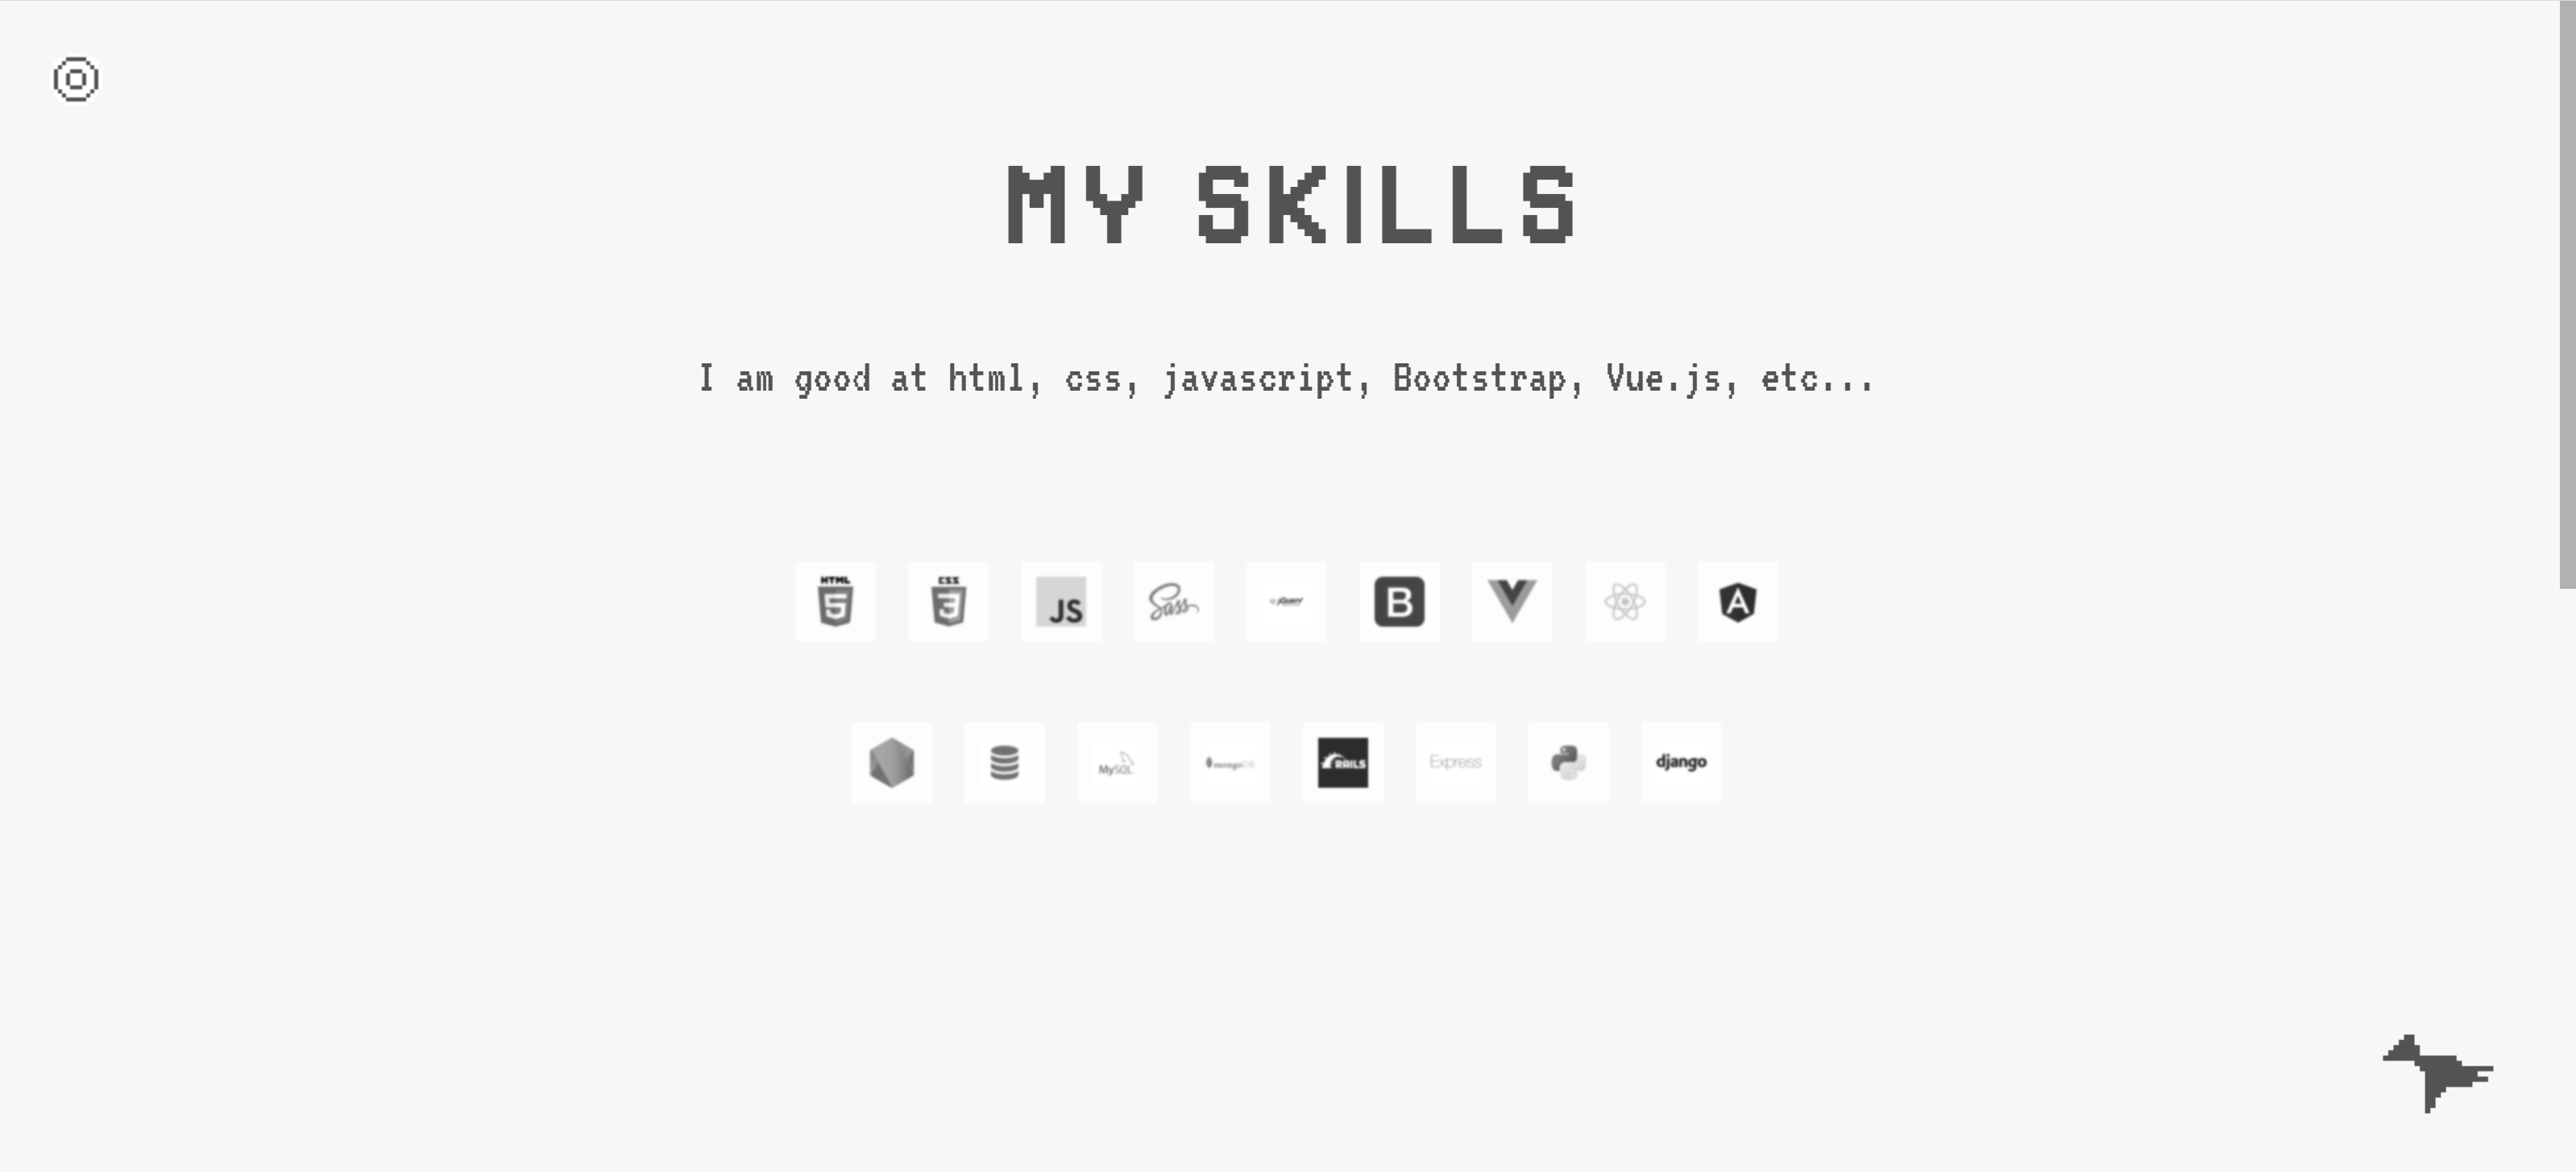 MY SKILLS
I am good at html, css, javascript, Bootstrap, Vue.js, etc...
HTML
5
CSS
3
JS
Sass
jQuery
B
A
MySQL
mongoDB
RAILS
Express
django